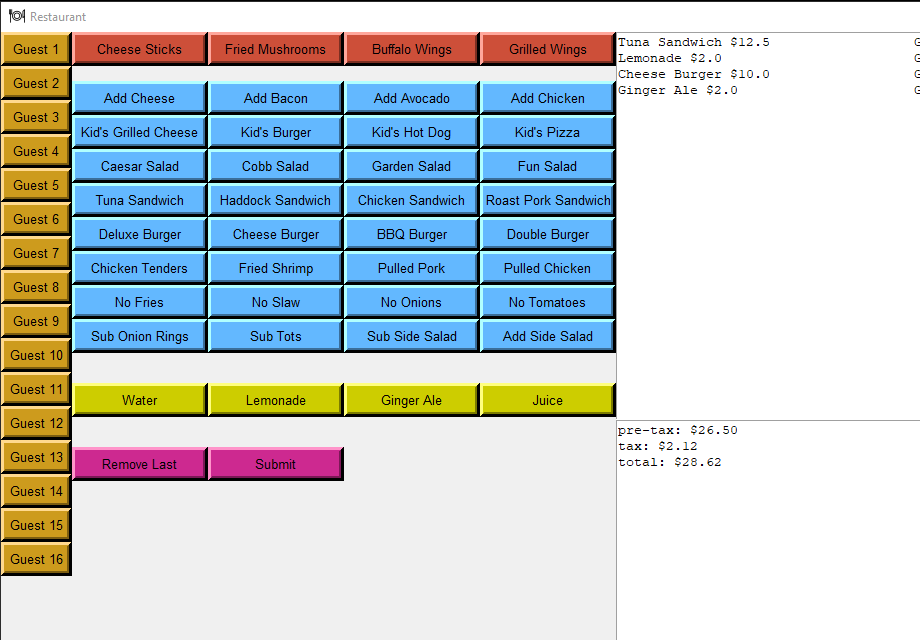 Restaurant
Guest 1 Cheese Sticks Fried Mushrooms Buffalo Wings Grilled Wings
Guest 2
Add Cheese Add Bacon Add Avocado Add Chicken
Guest 3 Kid's Grilled Cheese Kid's Burger Kid's Hot Dog Kid's Pizza
Guest 4 Caesar Salad Cobb Salad Garden Salad Fun Salad
Guest 5 Tuna Sandwich Haddock Sandwich Chicken Sandwich Roast Pork Sandwich
Guest 6 Deluxe Burger Cheese Burger BBQ Burger Double Burger
Guest 7 Chicken Tenders Fried Shrimp Pulled Pork Pulled Chicken
Guest 8 No Fries No Slaw No Onions No Tomatoes
Guest 9 Sub Onion Rings Sub Tots Sub Side Salad Add Side Salad
Guest 10
Guest 11 Water Lemonade Ginger Ale Juice
Guest 12
Guest 13 Remove Last Submit
Guest 14
Guest 15
Guest 16
Tuna Sandwich $12.5 G
Lemonade $2.0 G
Cheese Burger $10.0 G
Ginger Ale $2.0 G
pre-tax: $26.50
tax: $2.12
total: $28.62